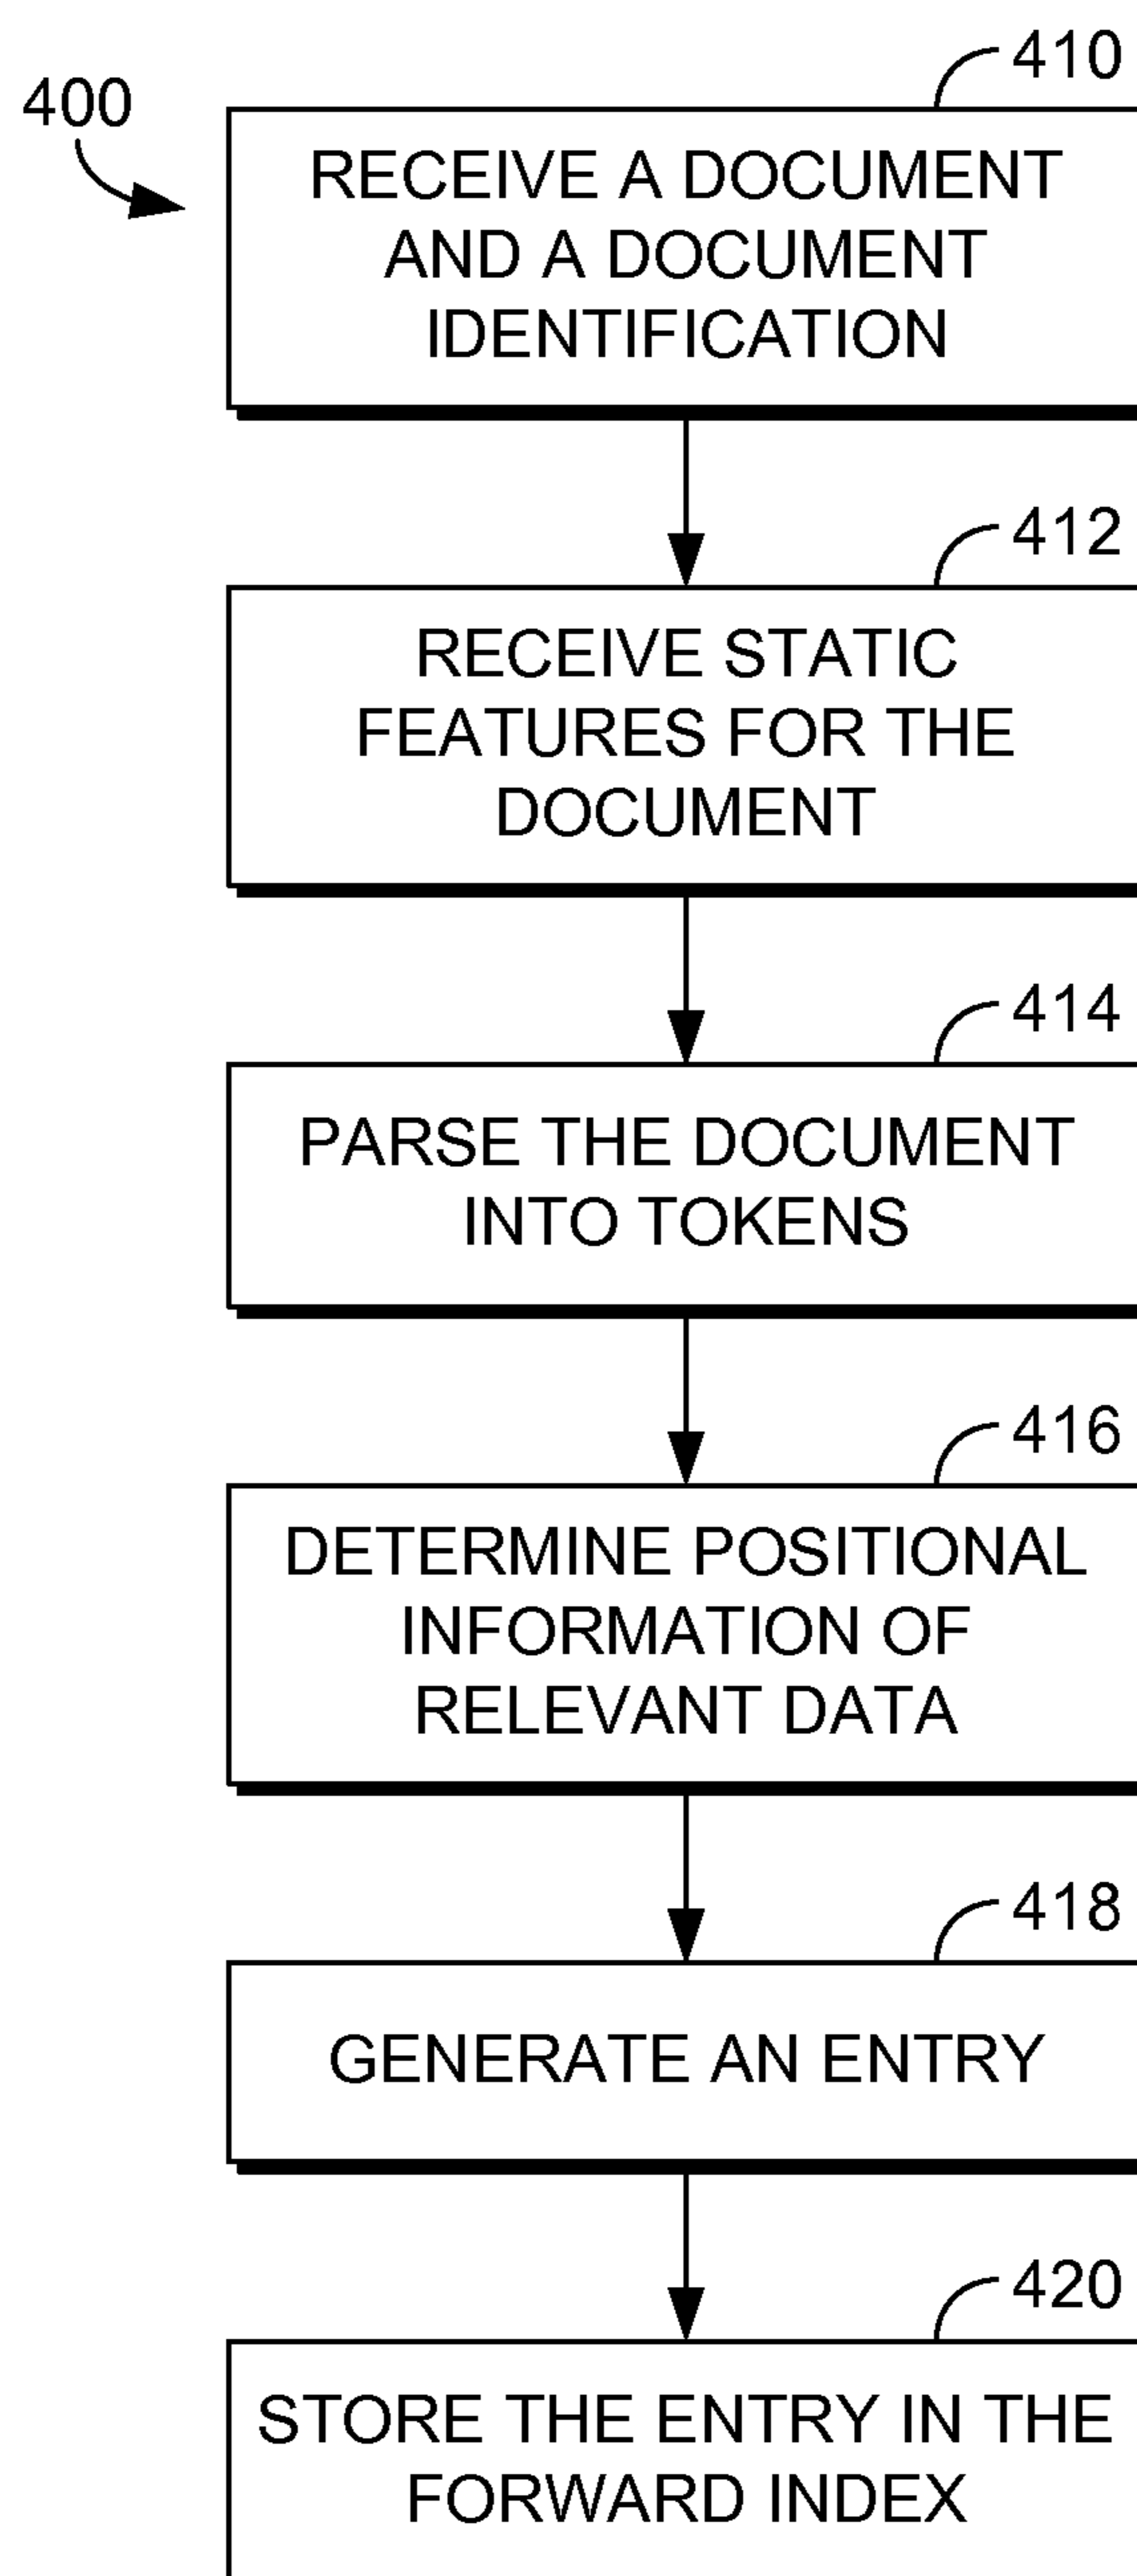 400
410
RECEIVE A DOCUMENT
AND A DOCUMENT
IDENTIFICATION
412
RECEIVE STATIC
FEATURES FOR THE
DOCUMENT
414
PARSE THE DOCUMENT
INTO TOKENS
416
DETERMINE POSITIONAL
INFORMATION OF
RELEVANT DATA
418
GENERATE AN ENTRY
420
STORE THE ENTRY IN THE
FORWARD INDEX